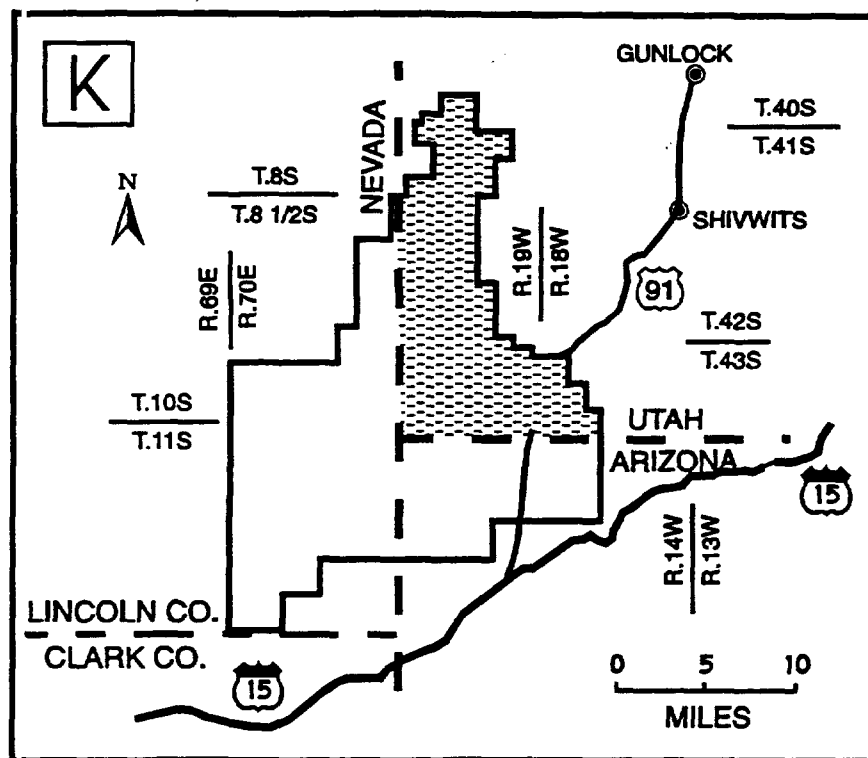 K
GUNLOCK
T.40S
T.41S
NEVADA
N
T.8S
T.8 1/2S
SHIVWITS
R.69E
R.70E
R.19W
R.18W
91
T.42S
T.43S
T.10S
T.11S
UTAH
ARIZONA
15
R.14W
R.13W
LINCOLN CO.
CLARK CO.
15
0 5 10
MILES